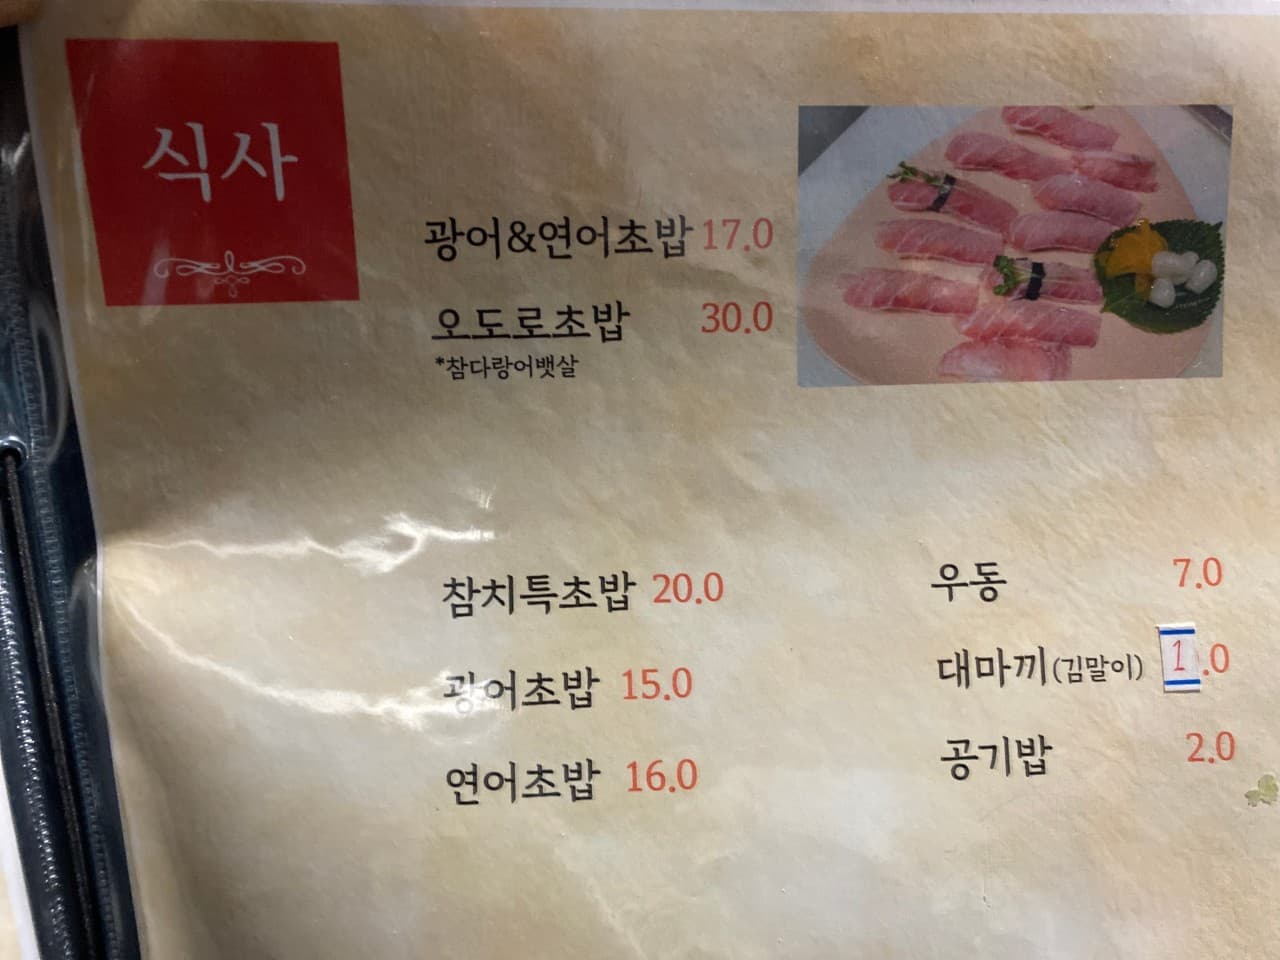 식사
광어&연어초밥 17.0
오도로초밥 30.0
*참다랑어뱃살
참치특초밥 20.0
광어초밥 15.0
연어초밥 16.0
우동 7.0
대마끼(김말이) 1.0
공기밥 2.0